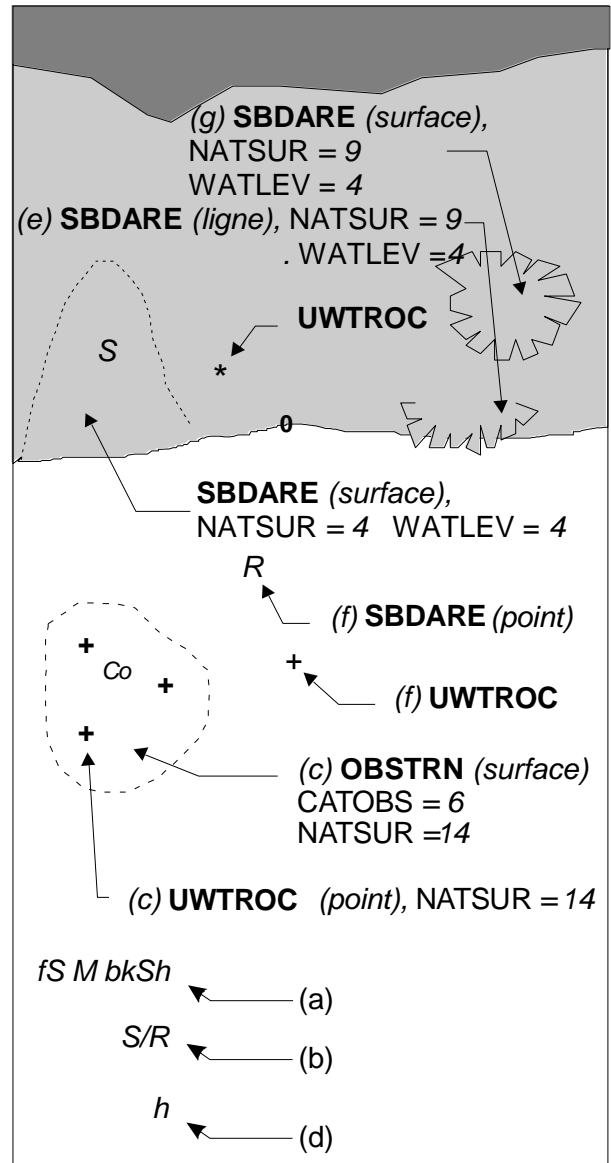 (g) SBDARE (surface),
NATSUR = 9
WATLEV = 4
(e) SBDARE (ligne), NATSUR = 9
. WATLEV =4
UWTROC
S
*
0
SBDARE (surface),
NATSUR = 4 WATLEV = 4
R
(f) SBDARE (point)
+
Co
+
+
(f) UWTROC
+
(c) OBSTRN (surface)
CATOBS = 6
NATSUR =14
(c) UWTROC (point), NATSUR = 14
fS M bkSh
(a)
S/R
(b)
h
(d)